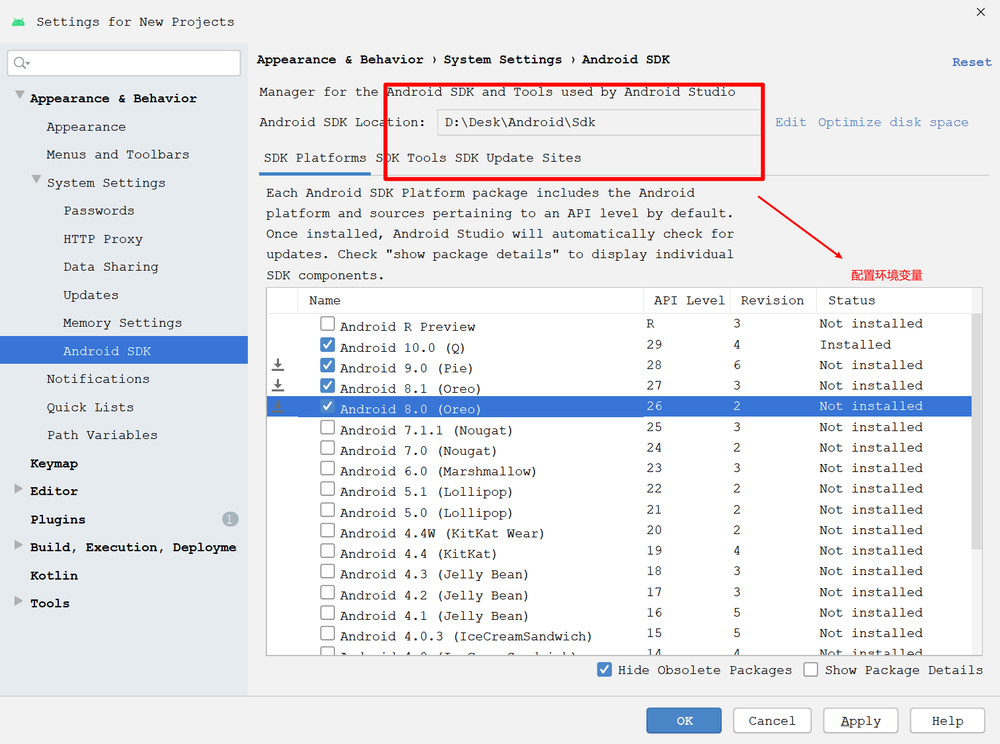 Settings for New Projects
Appearance & Behavior
Appearance
Menus and Toolbars
System Settings
Passwords
HTTP Proxy
Data Sharing
Updates
Memory Settings
Android SDK
Notifications
Quick Lists
Path Variables
Keymap
Editor
Plugins 1
Build, Execution, Deployme
Kotlin
Tools
Appearance & Behavior › System Settings › Android SDK
Reset
Manager for the Android SDK and Tools used by Android Studio
Android SDK Location: D:\Desk\Android\Sdk Edit Optimize disk space
SDK Platforms SDK Tools SDK Update Sites
Each Android SDK Platform package includes the Android
platform and sources pertaining to an API level by default.
Once installed, Android Studio will automatically check for
updates. Check "show package details" to display individual
SDK components.
配置环境变量
Name API Level Revision Status
Android R Preview R 3 Not installed
Android 10.0 (Q) 29 4 Installed
Android 9.0 (Pie) 28 6 Not installed
Android 8.1 (Oreo) 27 3 Not installed
Android 8.0 (Oreo) 26 2 Not installed
Android 7.1.1 (Nougat) 25 3 Not installed
Android 7.0 (Nougat) 24 2 Not installed
Android 6.0 (Marshmallow) 23 3 Not installed
Android 5.1 (Lollipop) 22 2 Not installed
Android 5.0 (Lollipop) 21 2 Not installed
Android 4.4W (KitKat Wear) 20 2 Not installed
Android 4.4 (KitKat) 19 4 Not installed
Android 4.3 (Jelly Bean) 18 3 Not installed
Android 4.2 (Jelly Bean) 17 3 Not installed
Android 4.1 (Jelly Bean) 16 5 Not installed
Android 4.0.3 (IceCreamSandwich) 15 5 Not installed
Android 4.0 (IceCreamSandwich) 14 4 Not installed
Hide Obsolete Packages Show Package Details
OK Cancel Apply Help